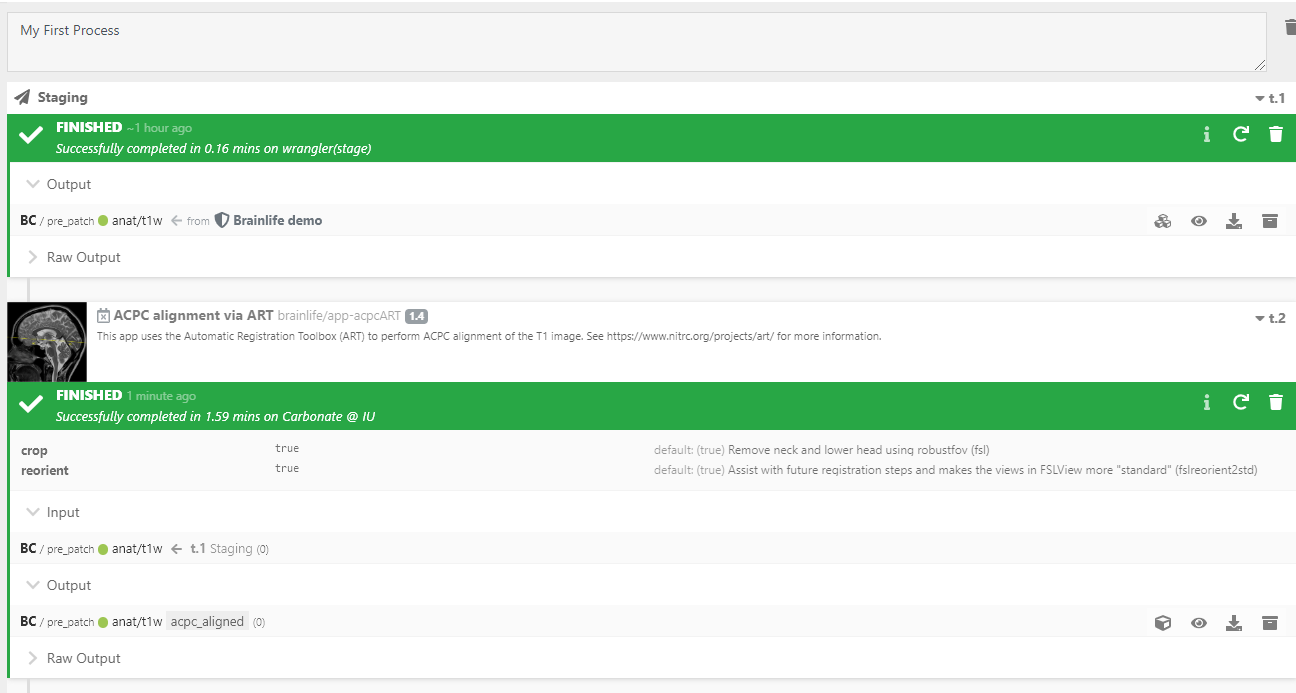 My First Process
Staging
t.1
FINISHED ~1 hour ago
Successfully completed in 0.16 mins on wrangler(stage)
Output
BC / pre_patch anat/t1w ← from Brainlife demo
Raw Output
ACPC alignment via ART brainlife/app-acpcART 1.4
t.2
This app uses the Automatic Registration Toolbox (ART) to perform ACPC alignment of the T1 image. See https://www.nitrc.org/projects/art/ for more information.
FINISHED 1 minute ago
Successfully completed in 1.59 mins on Carbonate @ IU
crop true default: (true) Remove neck and lower head using robustfov (fsl)
reorient true default: (true) Assist with future registration steps and makes the views in FSLView more "standard" (fslreorient2std)
Input
BC / pre_patch anat/t1w ← t.1 Staging (0)
Output
BC / pre_patch anat/t1w acpc_aligned (0)
Raw Output